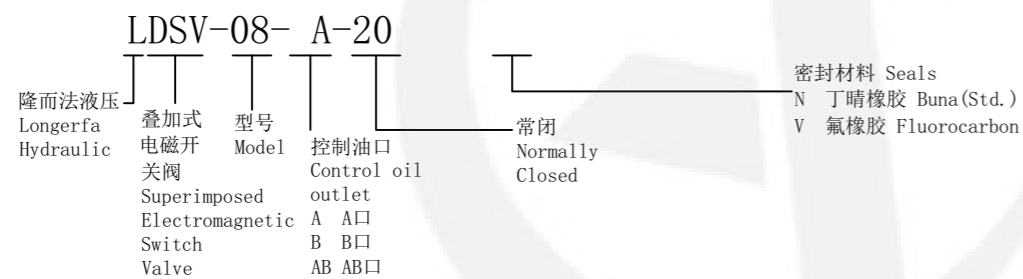 LDSV-08- A-20
隆而法液压
Longerfa
Hydraulic
叠加式
电磁开
关阀
Superimposed
Electromagnetic
Switch
Valve
型号
Model
控制油口
Control oil
outlet
A A口
B B口
AB AB口
常闭
Normally
Closed
密封材料 Seals
N 丁晴橡胶 Buna(Std.)
V 氟橡胶 Fluorocarbon